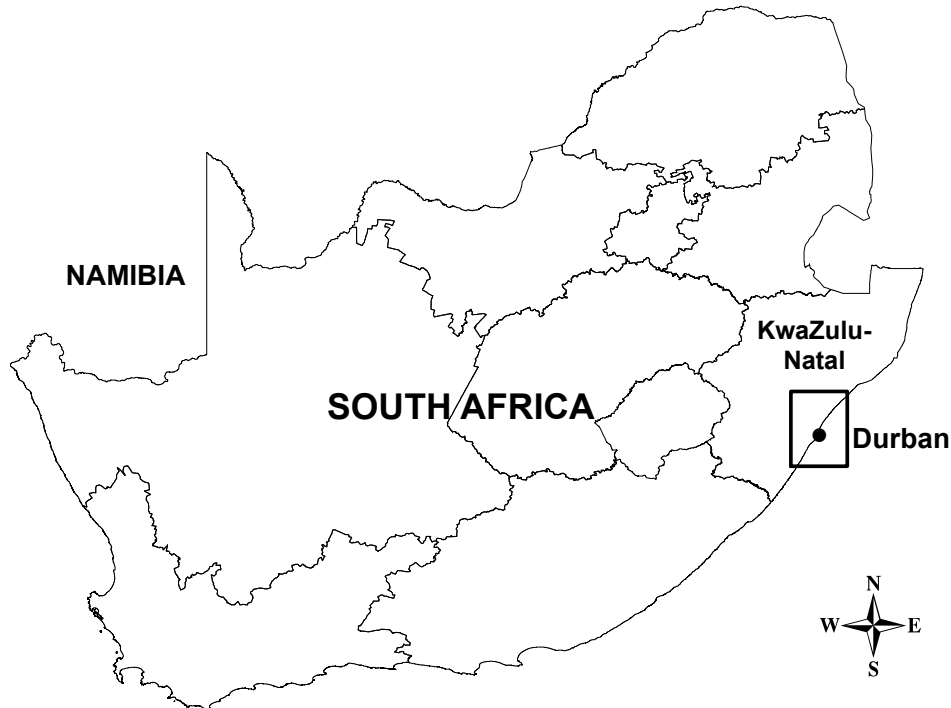 NAMIBIA
KwaZulu-
Natal
SOUTH AFRICA
Durban
N
W E
S